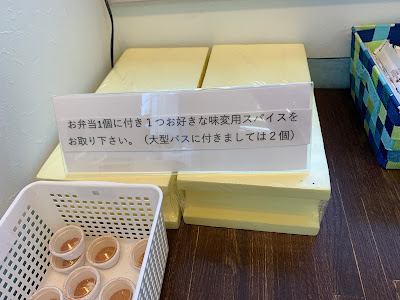 お弁当1個に付き１つお好きな味変用スパイスを
お取り下さい。（大型バスに付きましては２個）